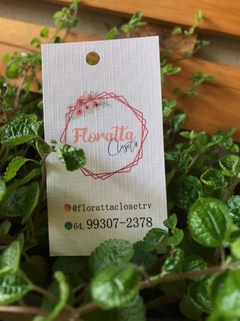 Floratta
Closet
@florattaclosetrv
64. 99307-2378